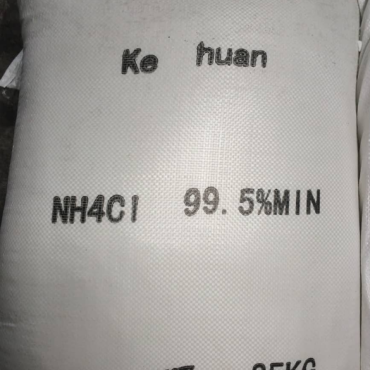 Ke huan
NH4Cl 99.5%MIN